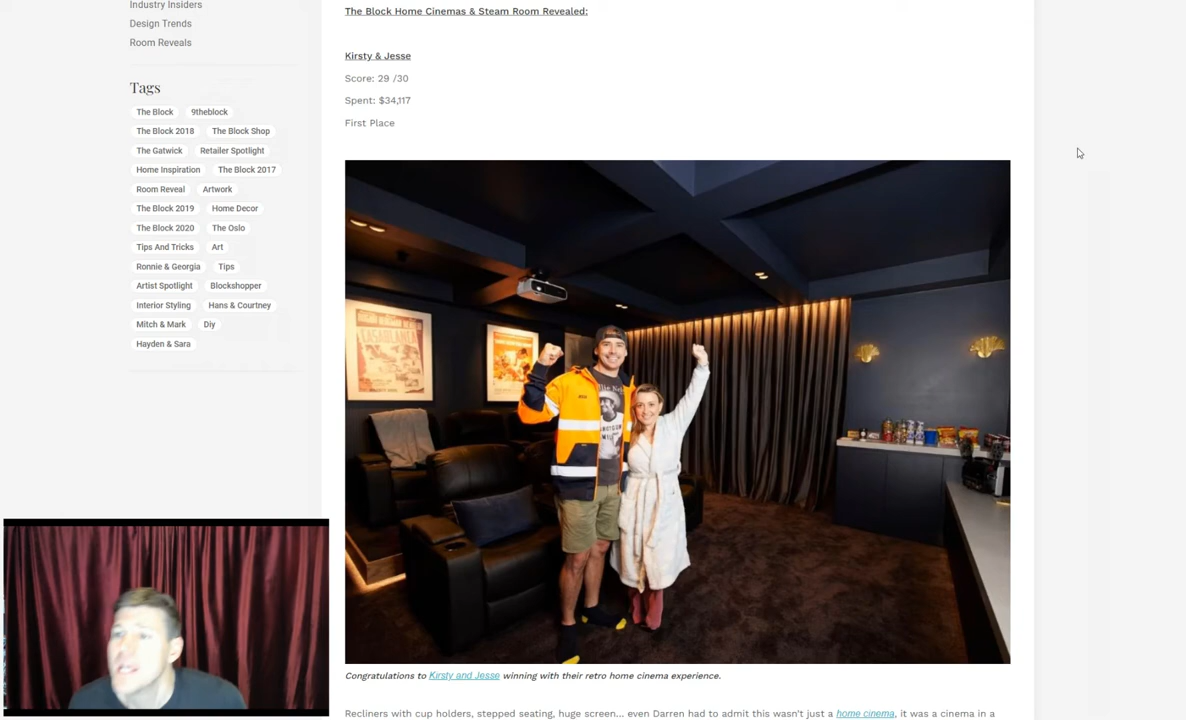 Industry Insiders
Design Trends
Room Reveals
Tags
The Block 9theblock
The Block 2018 The Block Shop
The Gatwick Retailer Spotlight
Home Inspiration The Block 2017
Room Reveal Artwork
The Block 2019 Home Decor
The Block 2020 The Oslo
Tips And Tricks Art
Ronnie & Georgia Tips
Artist Spotlight Blockshopper
Interior Styling Hans & Courtney
Mitch & Mark Diy
Hayden & Sara
The Block Home Cinemas & Steam Room Revealed:
Kirsty & Jesse
Score: 29 /30
Spent: $34,117
First Place
CASABLANCA
Congratulations to Kirsty and Jesse winning with their retro home cinema experience.
Recliners with cup holders, stepped seating, huge screen... even Darren had to admit this wasn't just a home cinema, it was a cinema in a